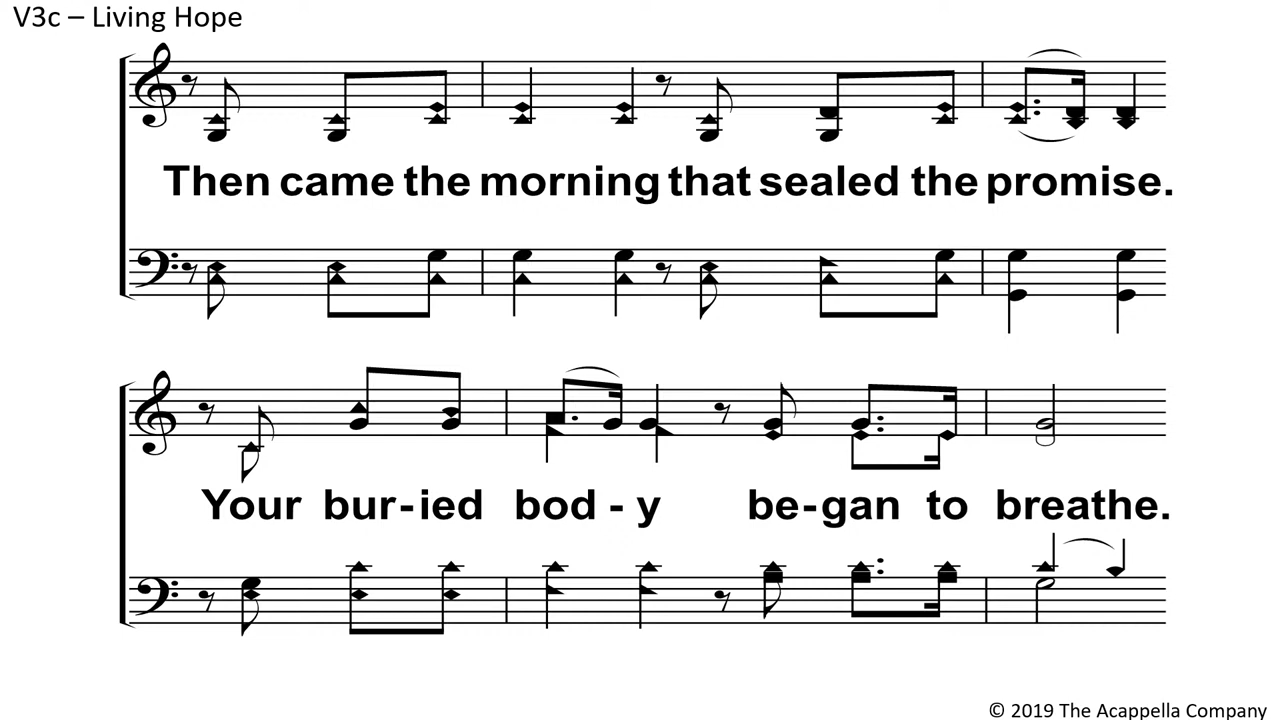 V3c – Living Hope
Then came the morning that sealed the promise.
Your bur-ied bod - y be-gan to breathe.
© 2019 The Acappella Company